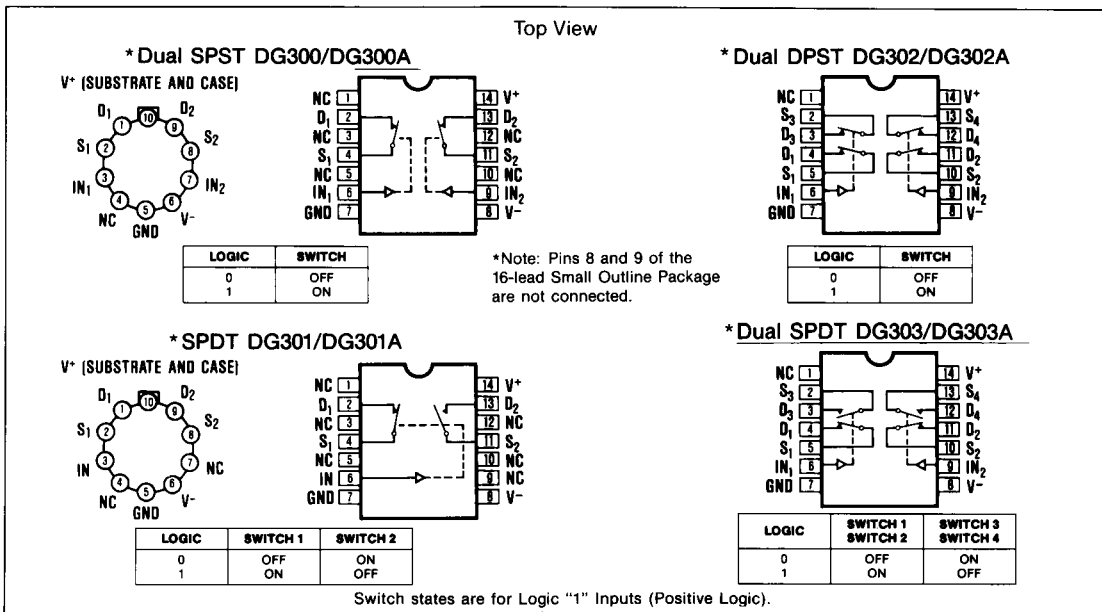 Top View
*Dual SPST DG300/DG300A
V+ (SUBSTRATE AND CASE)
D1 10 D2
1 9
S1 2 8 S2
IN1 3 7 IN2
4 5 6
NC GND V-
NC 1 14 V+
D1 2 13 D2
NC 3 12 NC
S1 4 11 S2
NC 5 10 NC
IN1 6 9 IN2
GND 7 8 V-
LOGIC SWITCH
0 OFF
1 ON
*Note: Pins 8 and 9 of the
16-lead Small Outline Package
are not connected.
*Dual DPST DG302/DG302A
NC 1 14 V+
S3 2 13 S4
D3 3 12 D4
D1 4 11 D2
S1 5 10 S2
IN1 6 9 IN2
GND 7 8 V-
LOGIC SWITCH
0 OFF
1 ON
*SPDT DG301/DG301A
V+ (SUBSTRATE AND CASE)
D1 10 D2
1 9
S1 2 8 S2
IN 3 7 NC
4 5 6
NC GND V-
NC 1 14 V+
D1 2 13 D2
NC 3 12 NC
S1 4 11 S2
NC 5 10 NC
IN 6 9 NC
GND 7 8 V-
LOGIC SWITCH 1 SWITCH 2
0 OFF ON
1 ON OFF
*Dual SPDT DG303/DG303A
NC 1 14 V+
S3 2 13 S4
D3 3 12 D4
D1 4 11 D2
S1 5 10 S2
IN1 6 9 IN2
GND 7 8 V-
LOGIC SWITCH 1 SWITCH 2 SWITCH 3 SWITCH 4
0 OFF ON
1 ON OFF
Switch states are for Logic "1" Inputs (Positive Logic).